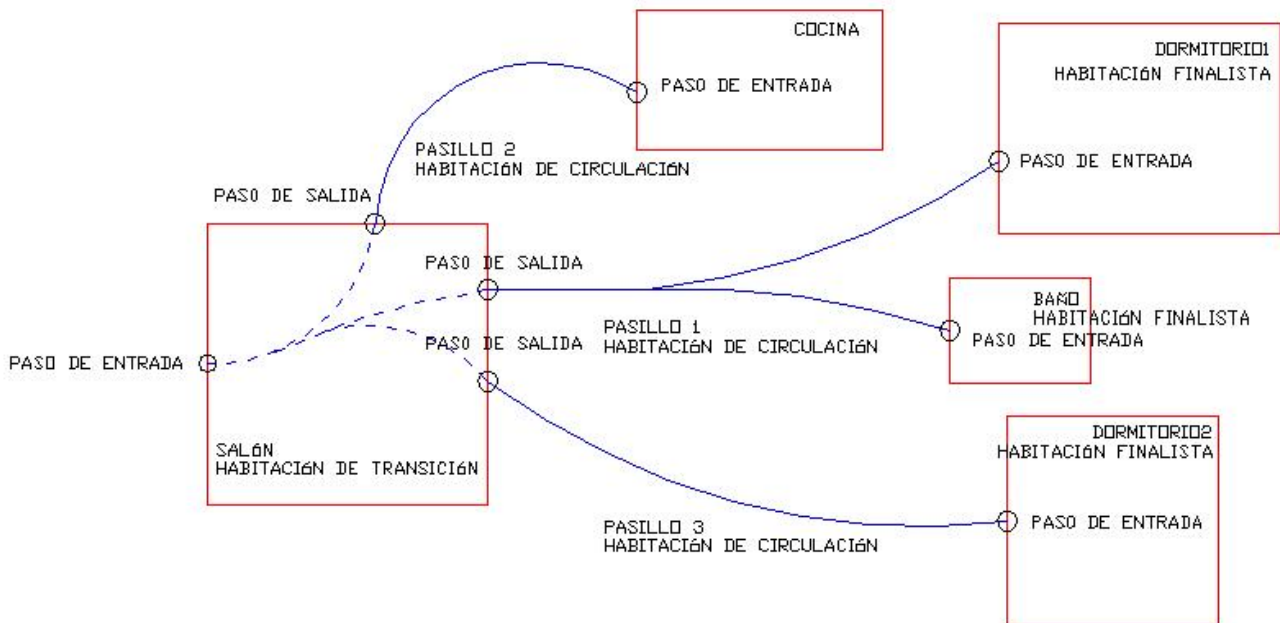 COCINA
PASO DE ENTRADA
DORMITORIO1
HABITACIÓN FINALISTA
PASO DE ENTRADA
PASILLO 2
HABITACIÓN DE CIRCULACIÓN
PASO DE SALIDA
PASO DE SALIDA
BAÑO
HABITACIÓN FINALISTA
PASO DE ENTRADA
PASILLO 1
HABITACIÓN DE CIRCULACIÓN
PASO DE SALIDA
PASO DE ENTRADA
SALÓN
HABITACIÓN DE TRANSICIÓN
DORMITORIO2
HABITACIÓN FINALISTA
PASO DE ENTRADA
PASILLO 3
HABITACIÓN DE CIRCULACIÓN